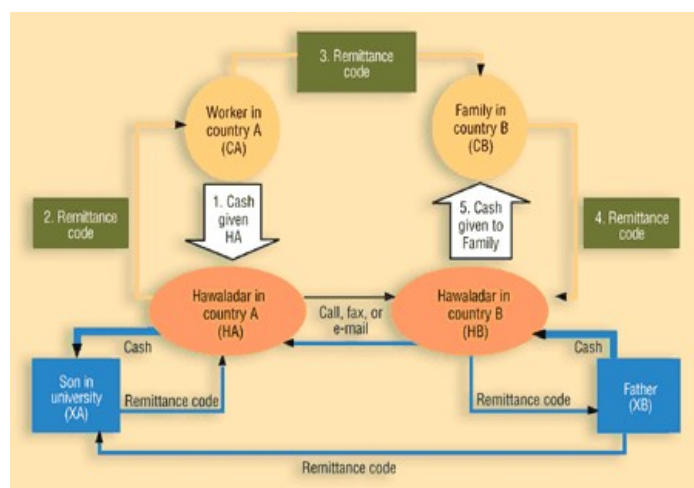 3. Remittance
code
Worker in
country A
(CA)
Family in
country B
(CB)
2. Remittance
code
1. Cash
given
HA
5. Cash
given to
Family
4. Remittance
code
Hawaladar in
country A
(HA)
Call, fax, or
e-mail
Hawaladar in
country B
(HB)
Cash
Cash
Son in
university
(XA)
Remittance code
Remittance code
Father
(XB)
Remittance code